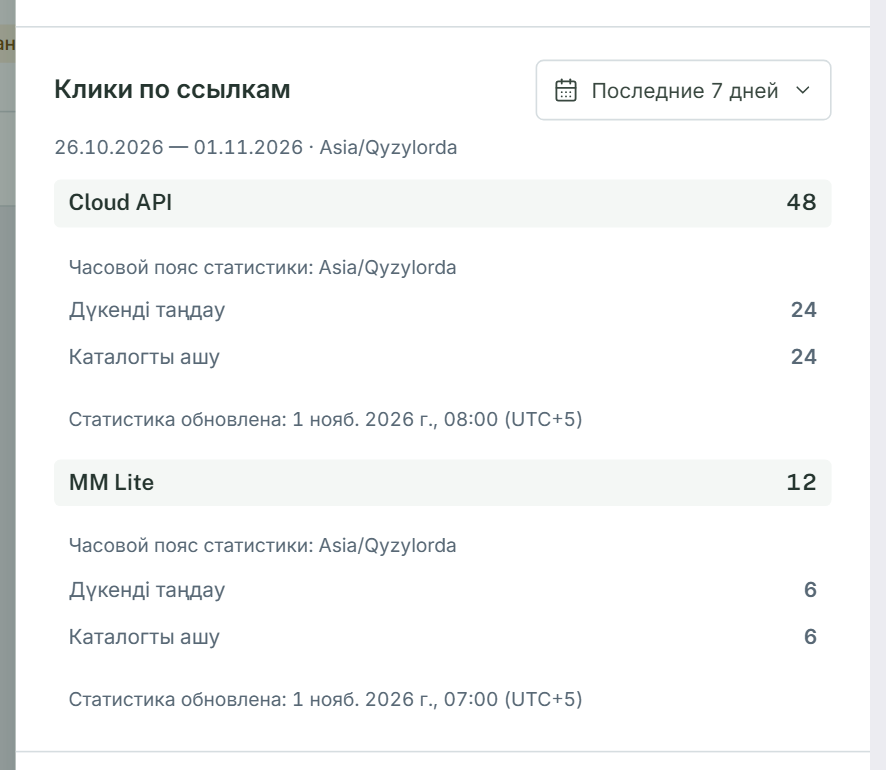 ан
Клики по ссылкам
Последние 7 дней
26.10.2026 — 01.11.2026 · Asia/Qyzylorda
Cloud API 48
Часовой пояс статистики: Asia/Qyzylorda
Дүкенді таңдау 24
Каталогты ашу 24
Статистика обновлена: 1 нояб. 2026 г., 08:00 (UTC+5)
MM Lite 12
Часовой пояс статистики: Asia/Qyzylorda
Дүкенді таңдау 6
Каталогты ашу 6
Статистика обновлена: 1 нояб. 2026 г., 07:00 (UTC+5)